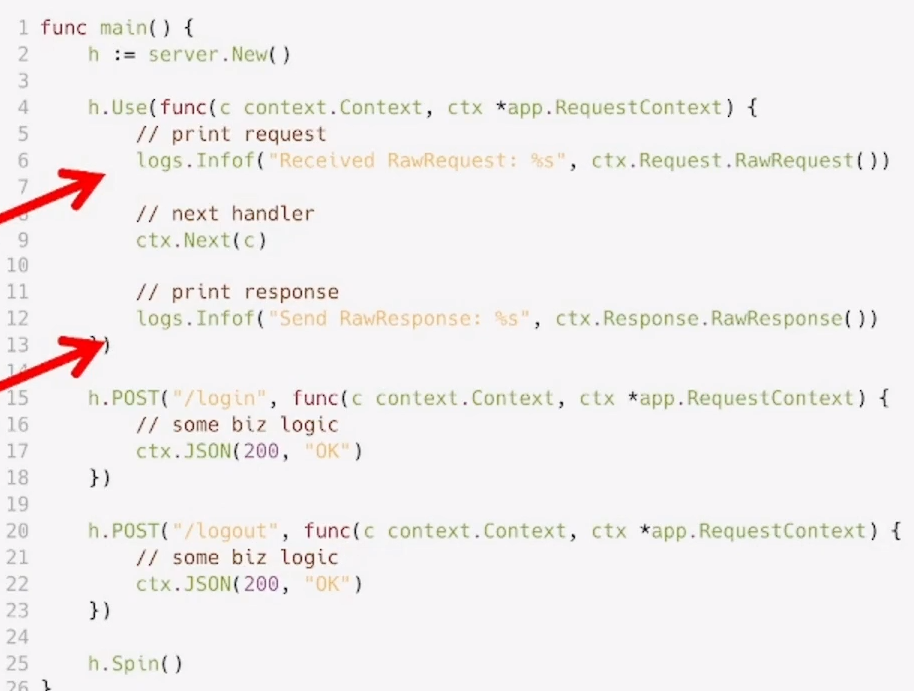 1 func main() {
2 h := server.New()
3
4 h.Use(func(c context.Context, ctx *app.RequestContext) {
5 // print request
6 logs.Infof("Received RawRequest: %s", ctx.Request.RawRequest())
7
8 // next handler
9 ctx.Next(c)
10
11 // print response
12 logs.Infof("Send RawResponse: %s", ctx.Response.RawResponse())
13 })
14
15 h.POST("/login", func(c context.Context, ctx *app.RequestContext) {
16 // some biz logic
17 ctx.JSON(200, "OK")
18 })
19
20 h.POST("/logout", func(c context.Context, ctx *app.RequestContext) {
21 // some biz logic
22 ctx.JSON(200, "OK")
23 })
24
25 h.Spin()
26 }